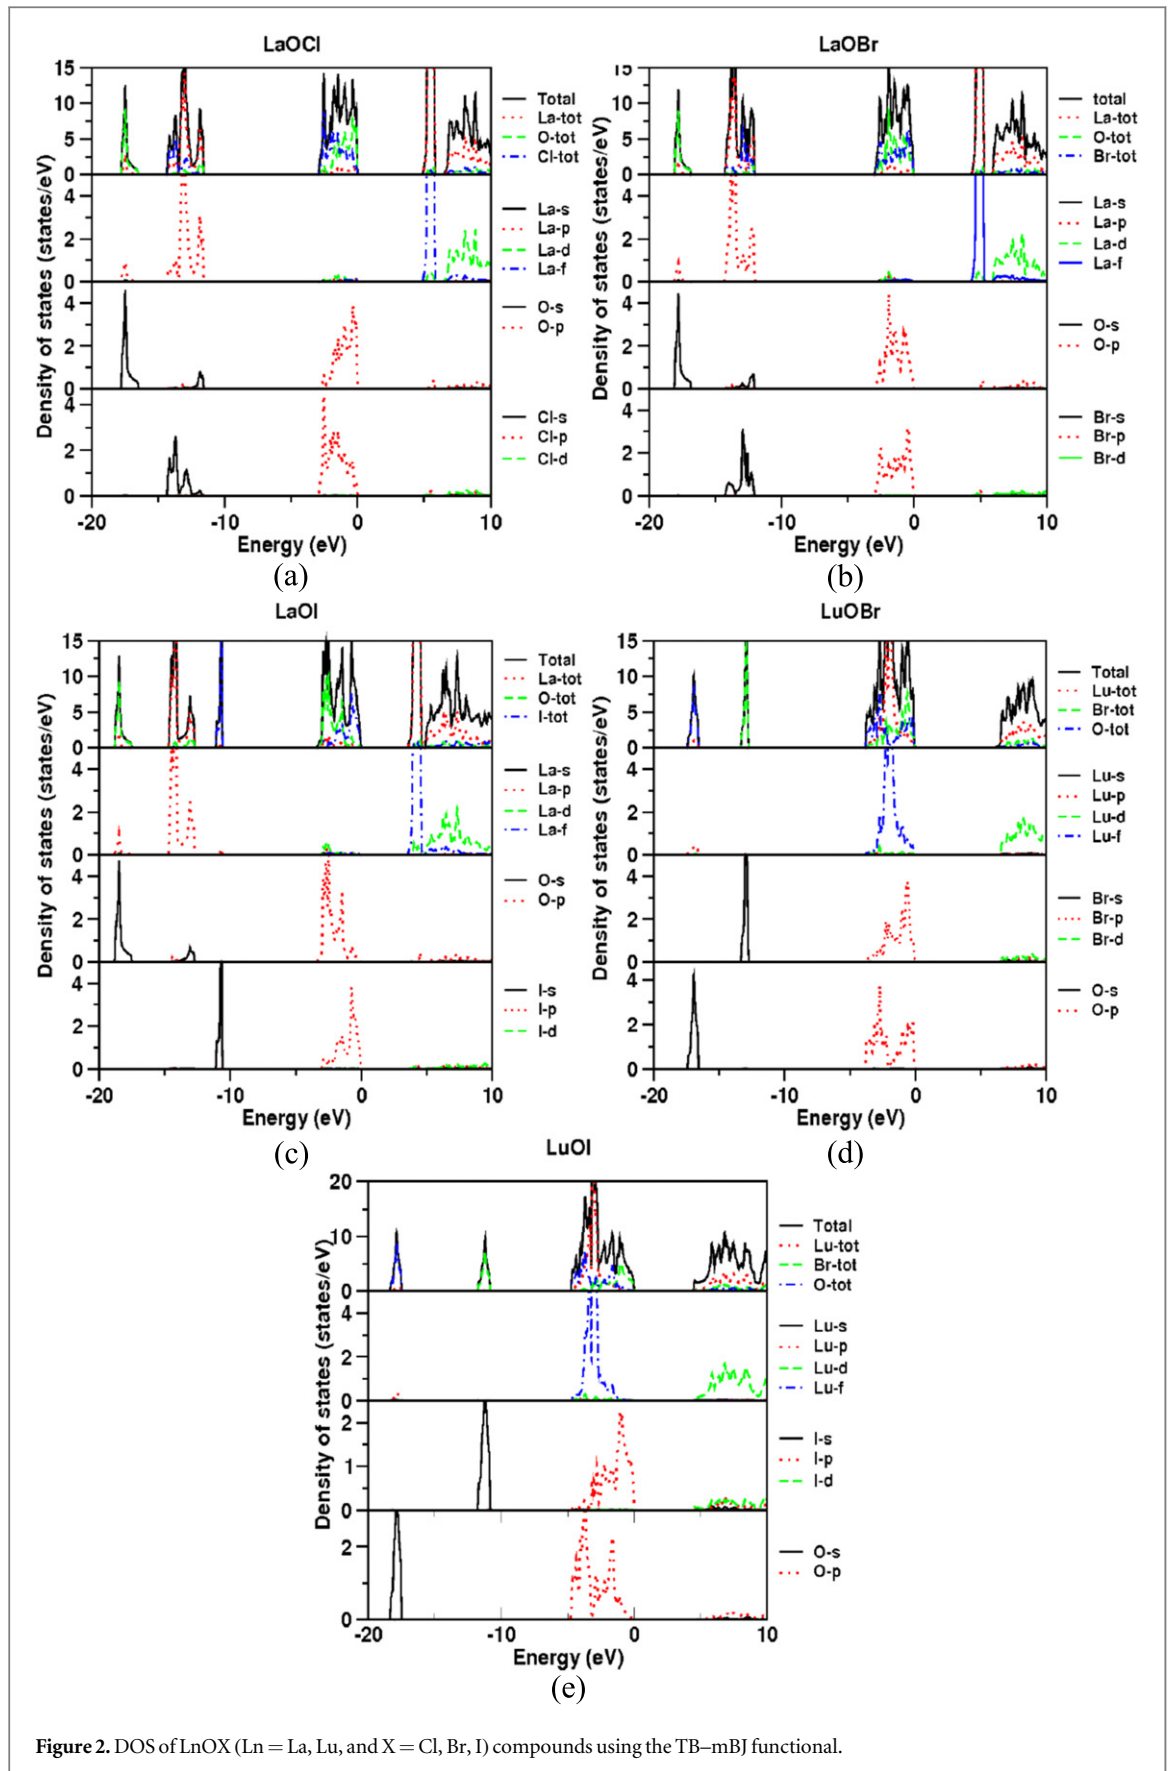 LaOCl
Density of states (states/eV)
15
10
5
0
4
2
0
4
2
0
4
2
0
Total
La-tot
O-tot
Cl-tot
La-s
La-p
La-d
La-f
O-s
O-p
Cl-s
Cl-p
Cl-d
-20 -10 0 10
Energy (eV)
(a)
LaOBr
Density of states (states/eV)
15
10
5
0
4
2
0
4
2
0
4
2
0
total
La-tot
O-tot
Br-tot
La-s
La-p
La-d
La-f
O-s
O-p
Br-s
Br-p
Br-d
-20 -10 0 10
Energy (eV)
(b)
LaOI
Density of states (states/eV)
15
10
5
0
4
2
0
4
2
0
4
2
0
Total
La-tot
O-tot
I-tot
La-s
La-p
La-d
La-f
O-s
O-p
I-s
I-p
I-d
-20 -10 0 10
Energy (eV)
(c)
LuOBr
Density of states (states/eV)
15
10
5
0
4
2
0
4
2
0
4
2
0
Total
Lu-tot
Br-tot
O-tot
Lu-s
Lu-p
Lu-d
Lu-f
Br-s
Br-p
Br-d
O-s
O-p
-20 -10 0 10
Energy (eV)
(d)
LuOI
Density of states (states/eV)
20
10
0
4
2
0
2
1
0
2
0
Total
Lu-tot
Br-tot
O-tot
Lu-s
Lu-p
Lu-d
Lu-f
I-s
I-p
I-d
O-s
O-p
-20 -10 0 10
Energy (eV)
(e)
Figure 2. DOS of LnOX (Ln = La, Lu, and X = Cl, Br, I) compounds using the TB–mBJ functional.